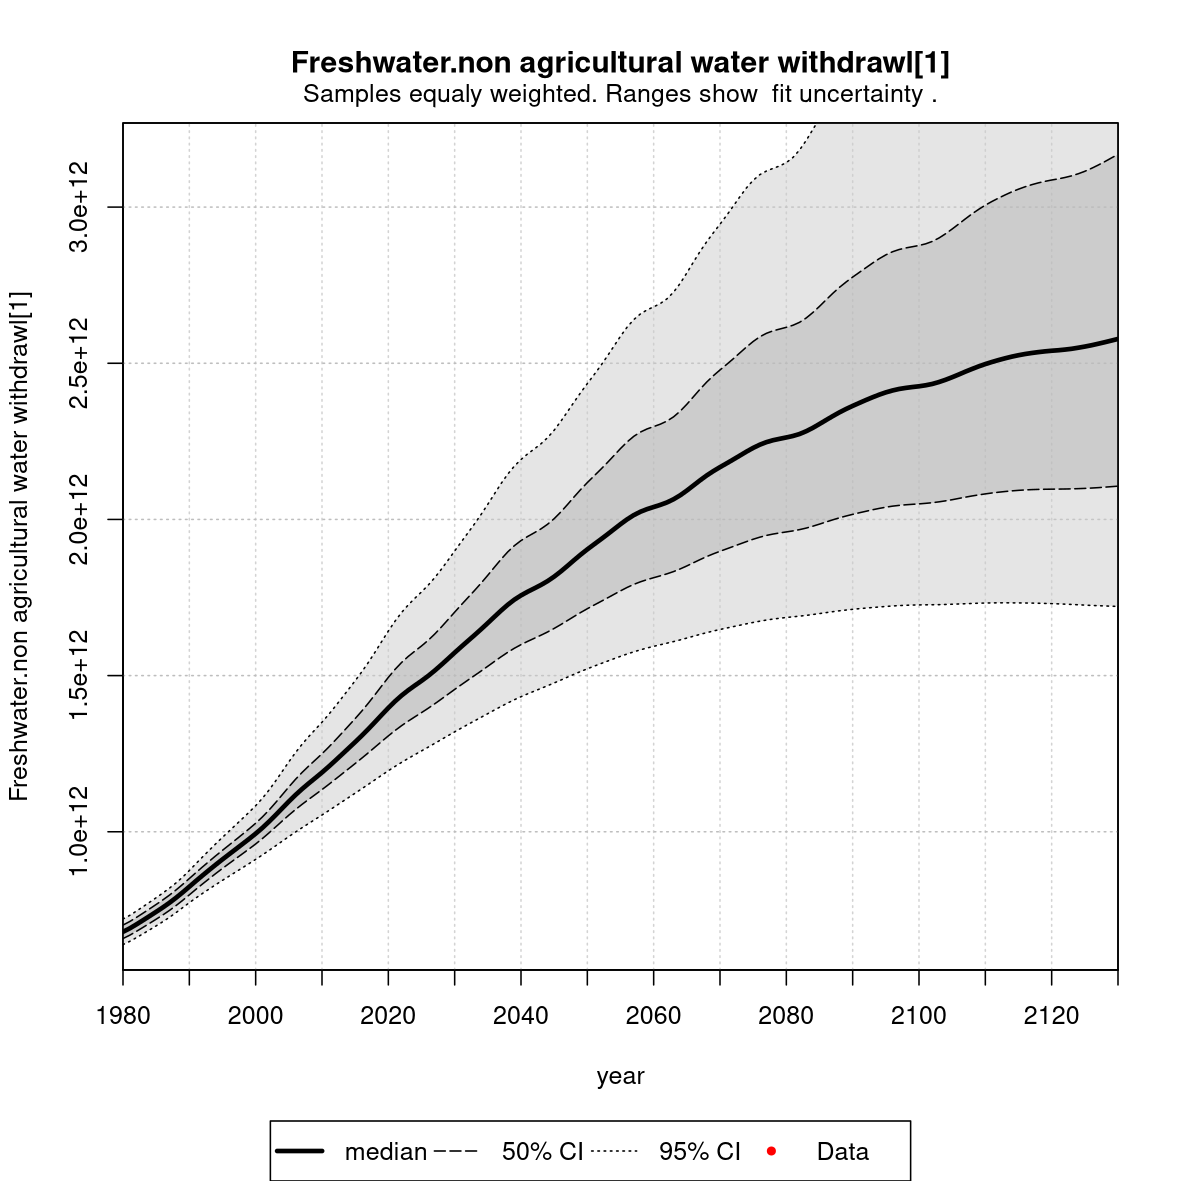 Freshwater.non agricultural water withdrawl[1]
Samples equaly weighted. Ranges show  fit uncertainty .
Freshwater.non agricultural water withdrawl[1]
3.0e+12
2.5e+12
2.0e+12
1.5e+12
1.0e+12
1980 2000 2020 2040 2060 2080 2100 2120
year
median 50% CI 95% CI Data